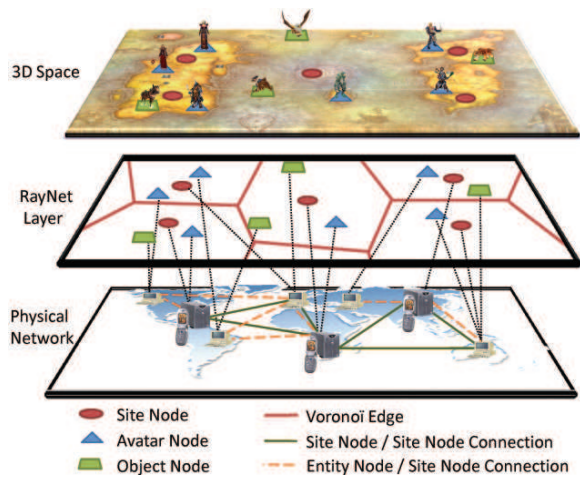 3D Space
RayNet
Layer
Physical
Network
Site Node
Voronoï Edge
Avatar Node
Site Node / Site Node Connection
Object Node
Entity Node / Site Node Connection